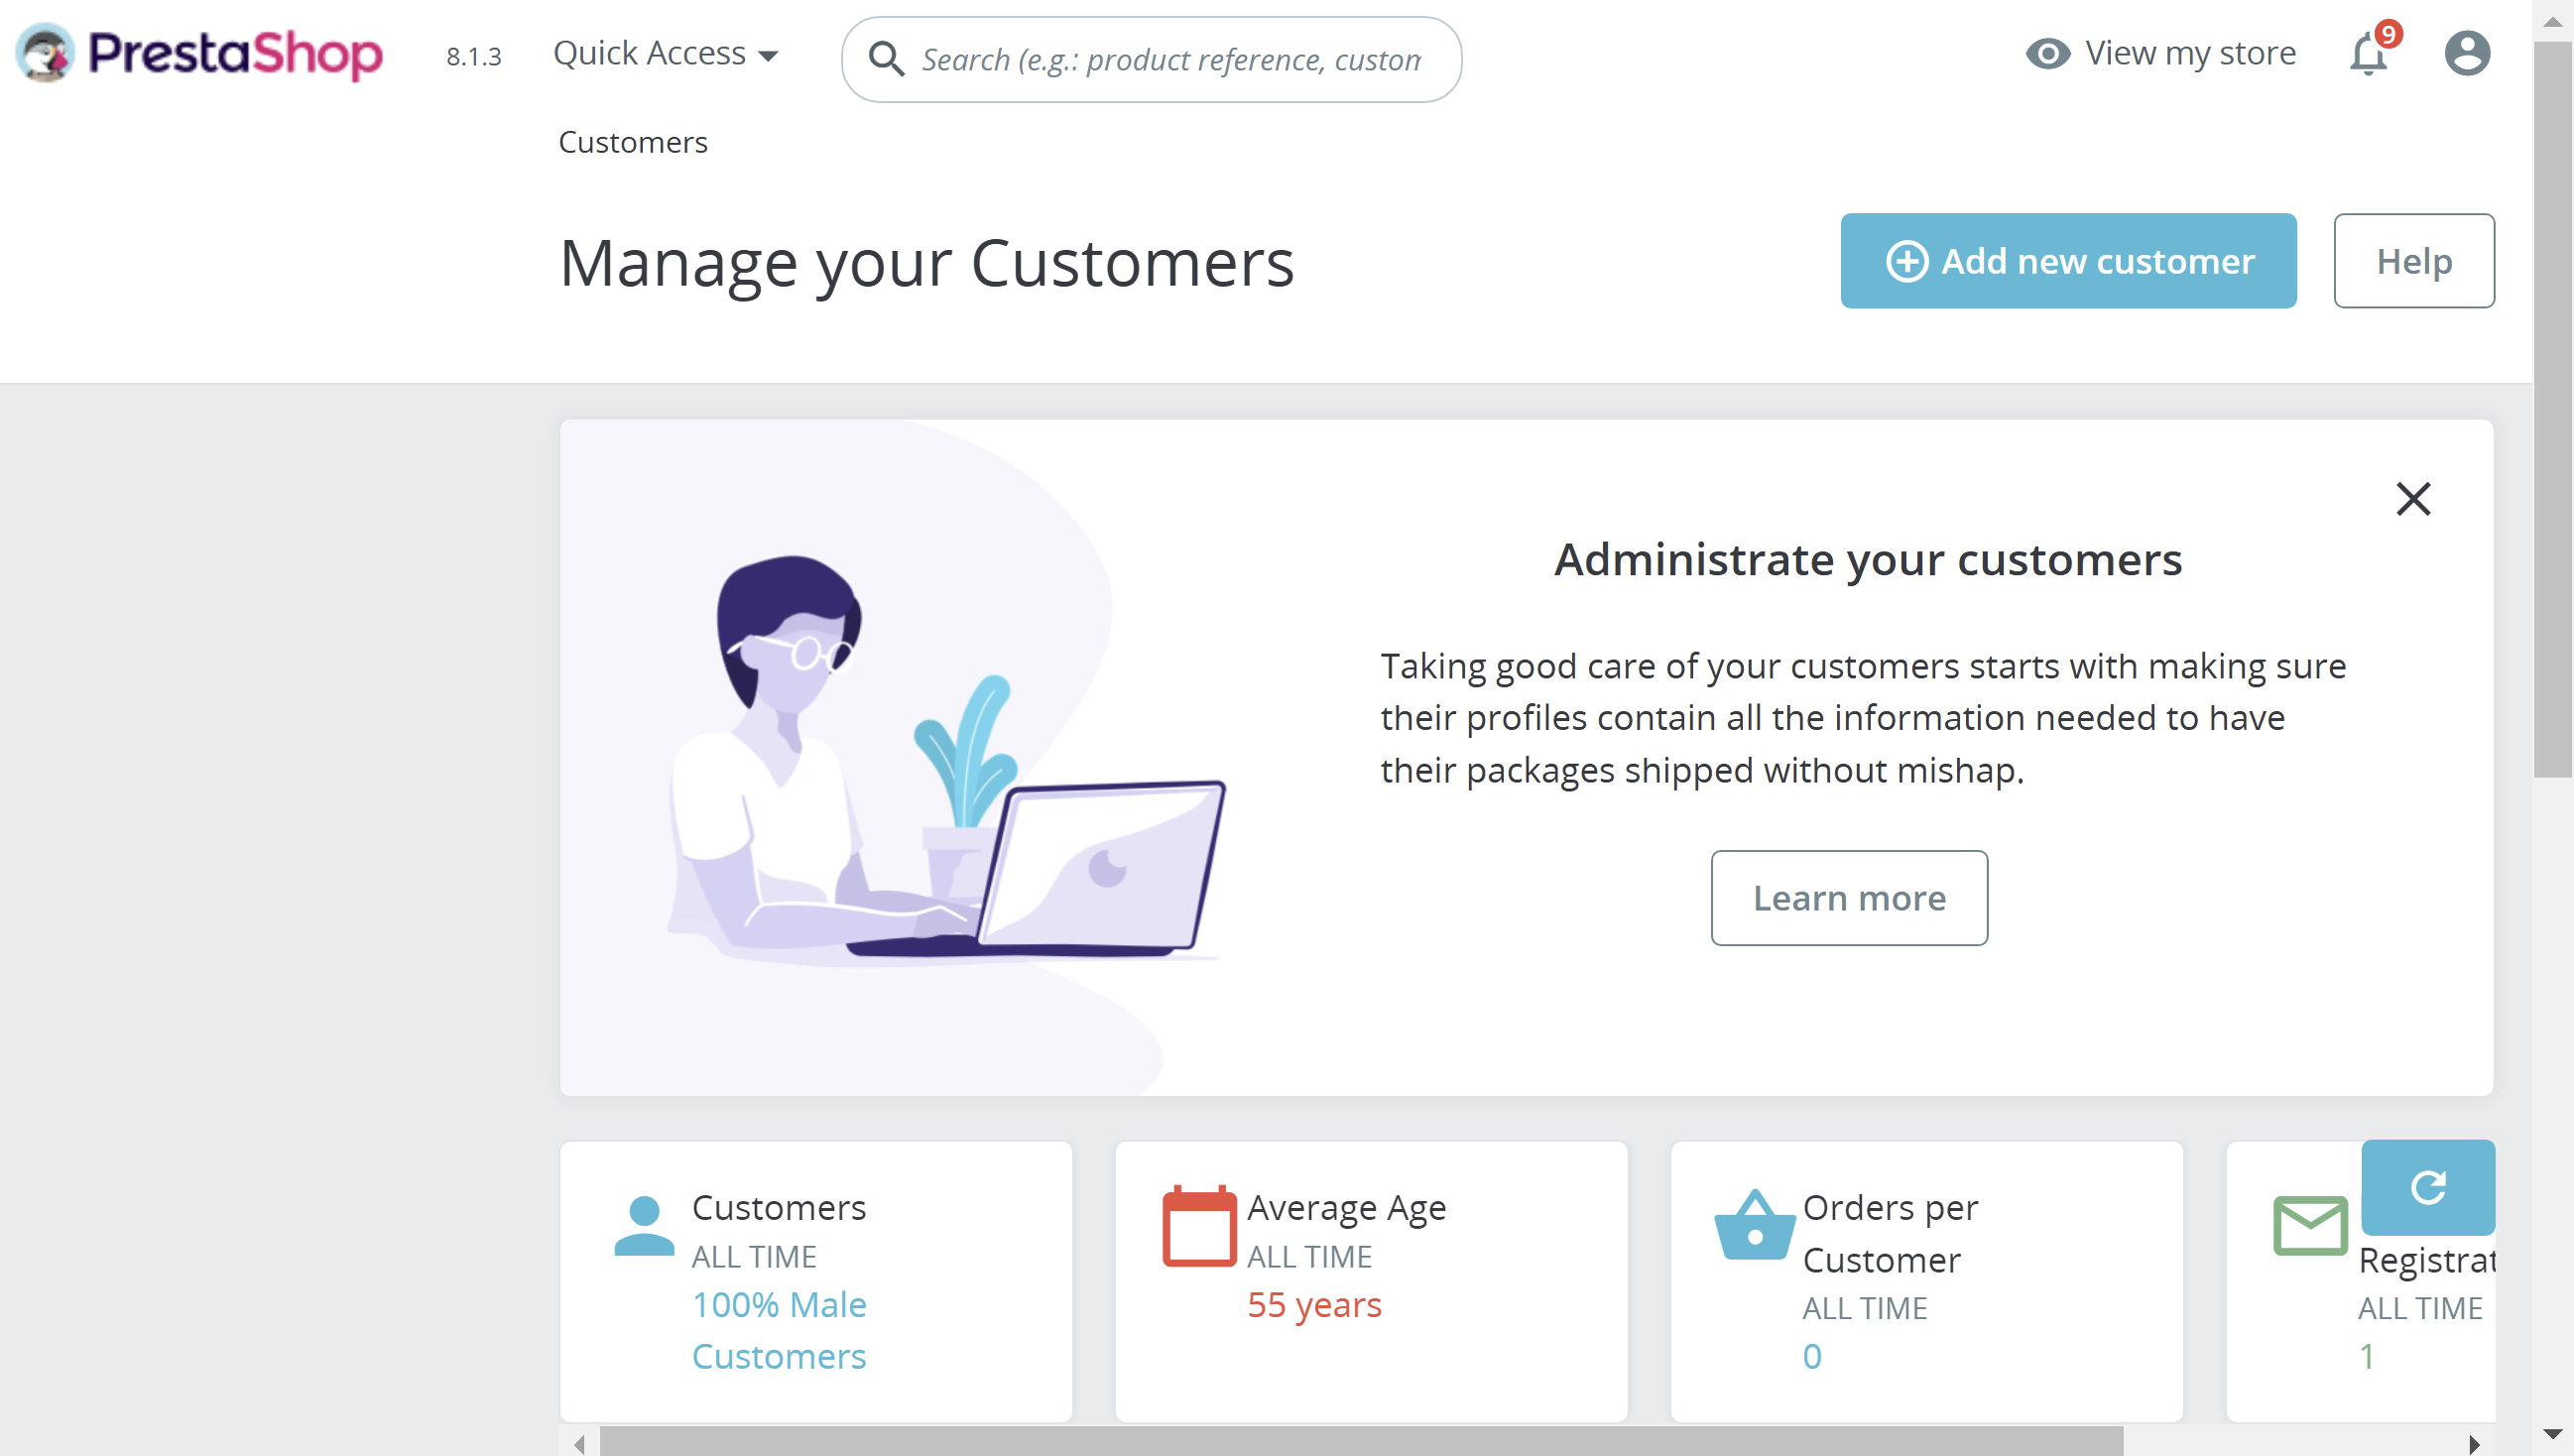 PrestaShop
8.1.3
Quick Access
Search (e.g.: product reference, custon
View my store
9
Customers
Manage your Customers
Add new customer
Help
Administrate your customers
Taking good care of your customers starts with making sure
their profiles contain all the information needed to have
their packages shipped without mishap.
Learn more
Customers
ALL TIME
100% Male
Customers
Average Age
ALL TIME
55 years
Orders per
Customer
ALL TIME
0
Registrat
ALL TIME
1